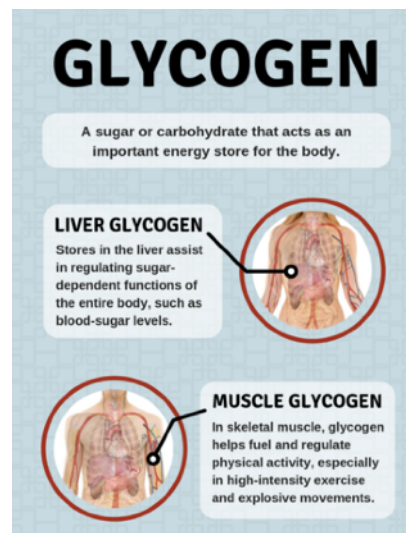 GLYCOGEN
A sugar or carbohydrate that acts as an
important energy store for the body.
LIVER GLYCOGEN
Stores in the liver assist
in regulating sugar-
dependent functions of
the entire body, such as
blood-sugar levels.
MUSCLE GLYCOGEN
In skeletal muscle, glycogen
helps fuel and regulate
physical activity, especially
in high-intensity exercise
and explosive movements.